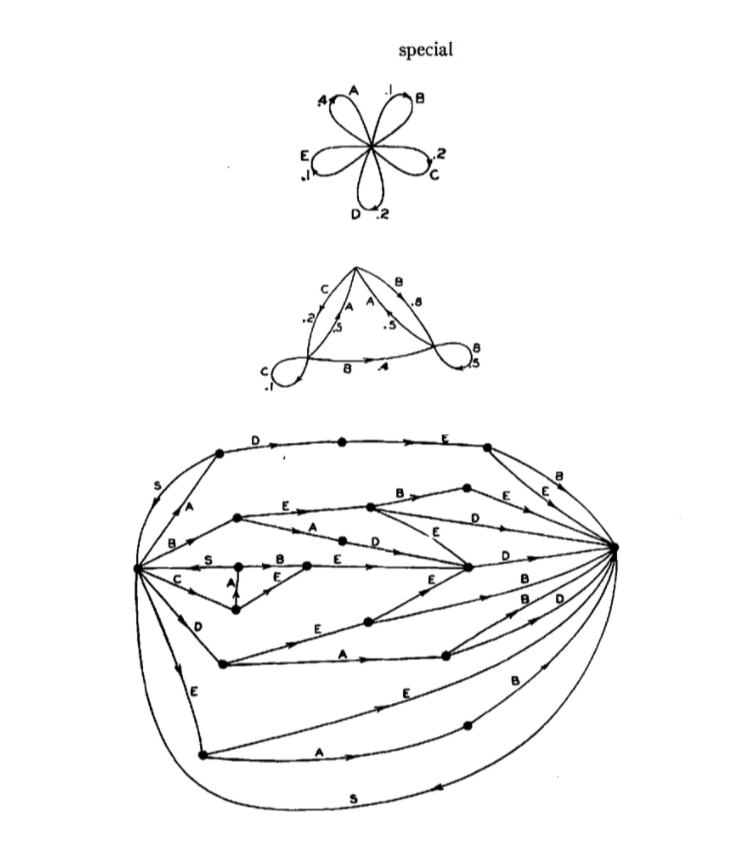 special
.4 A .1 B
E .2
.1 C
D .2
C B
.2 A A .8
.5 .5
C B
.1 B .4 .5
D E
S B
A E B E E
B A D D E
S B E D
C A E E B
D E B D
A
E E B
A
S